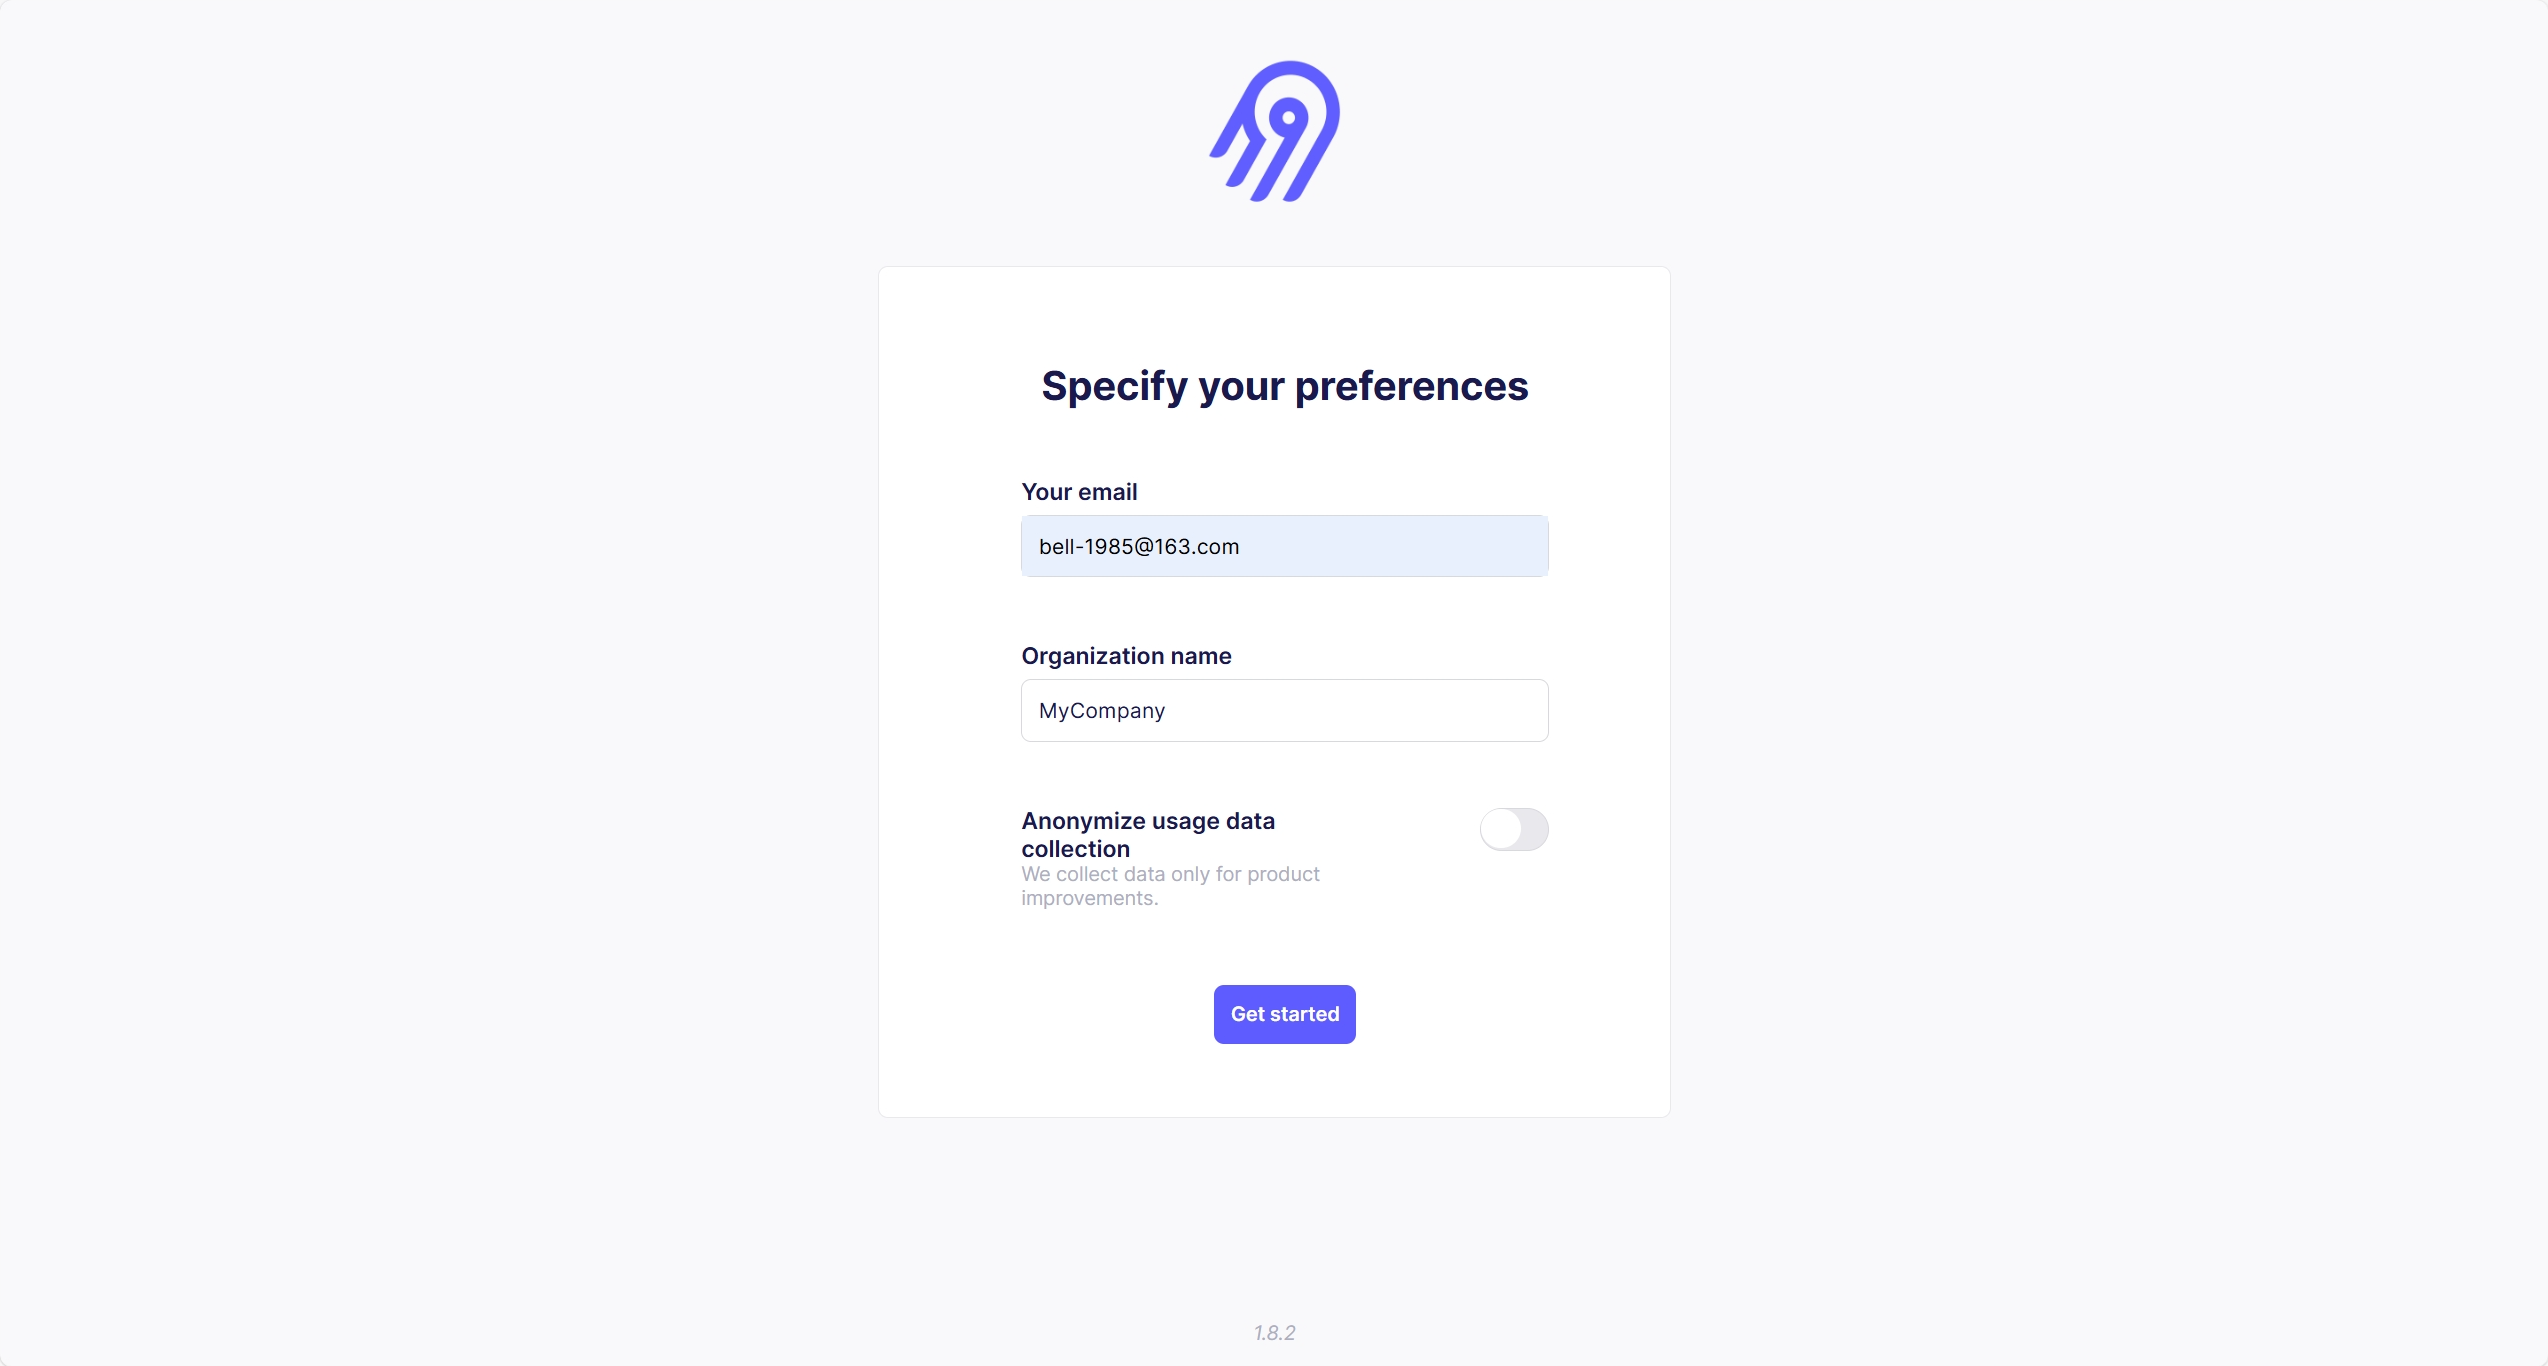 Specify your preferences
Your email
bell-1985@163.com
Organization name
MyCompany
Anonymize usage data
collection
We collect data only for product
improvements.
Get started
1.8.2